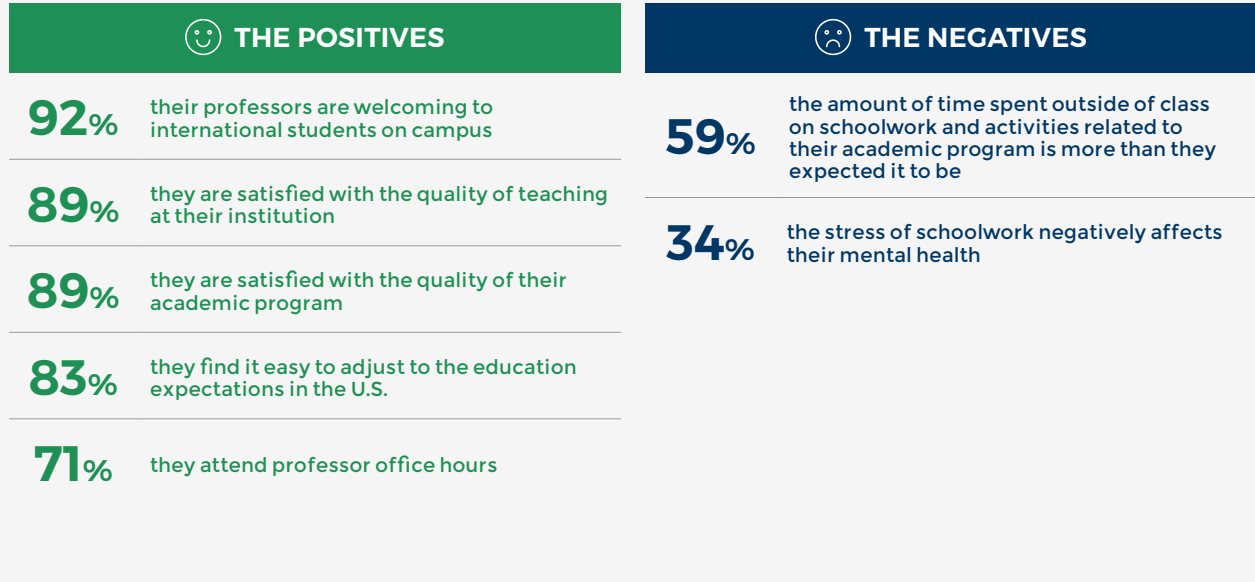 THE POSITIVES
92%
their professors are welcoming to
international students on campus
89%
they are satisfied with the quality of teaching
at their institution
89%
they are satisfied with the quality of their
academic program
83%
they find it easy to adjust to the education
expectations in the U.S.
71%
they attend professor office hours
THE NEGATIVES
59%
the amount of time spent outside of class
on schoolwork and activities related to
their academic program is more than they
expected it to be
34%
the stress of schoolwork negatively affects
their mental health